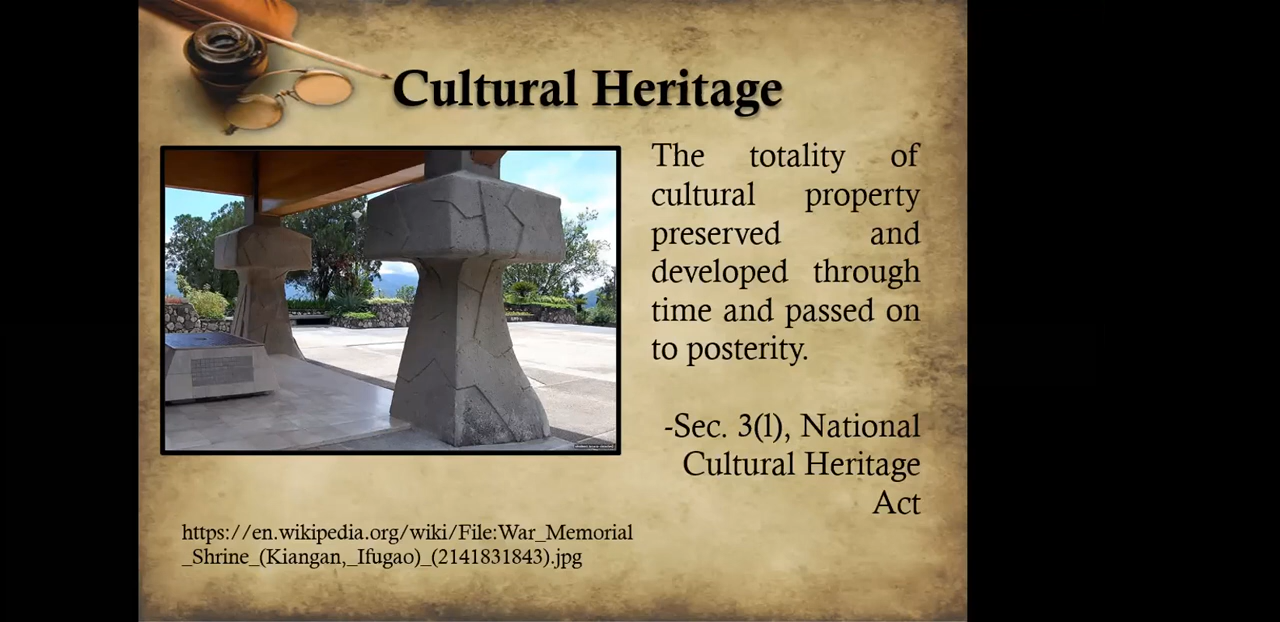 Cultural Heritage
The totality of
cultural property
preserved and
developed through
time and passed on
to posterity.
-Sec. 3(l), National
Cultural Heritage
Act
https://en.wikipedia.org/wiki/File:War_Memorial
_Shrine_(Kiangan,_Ifugao)_(2141831843).jpg